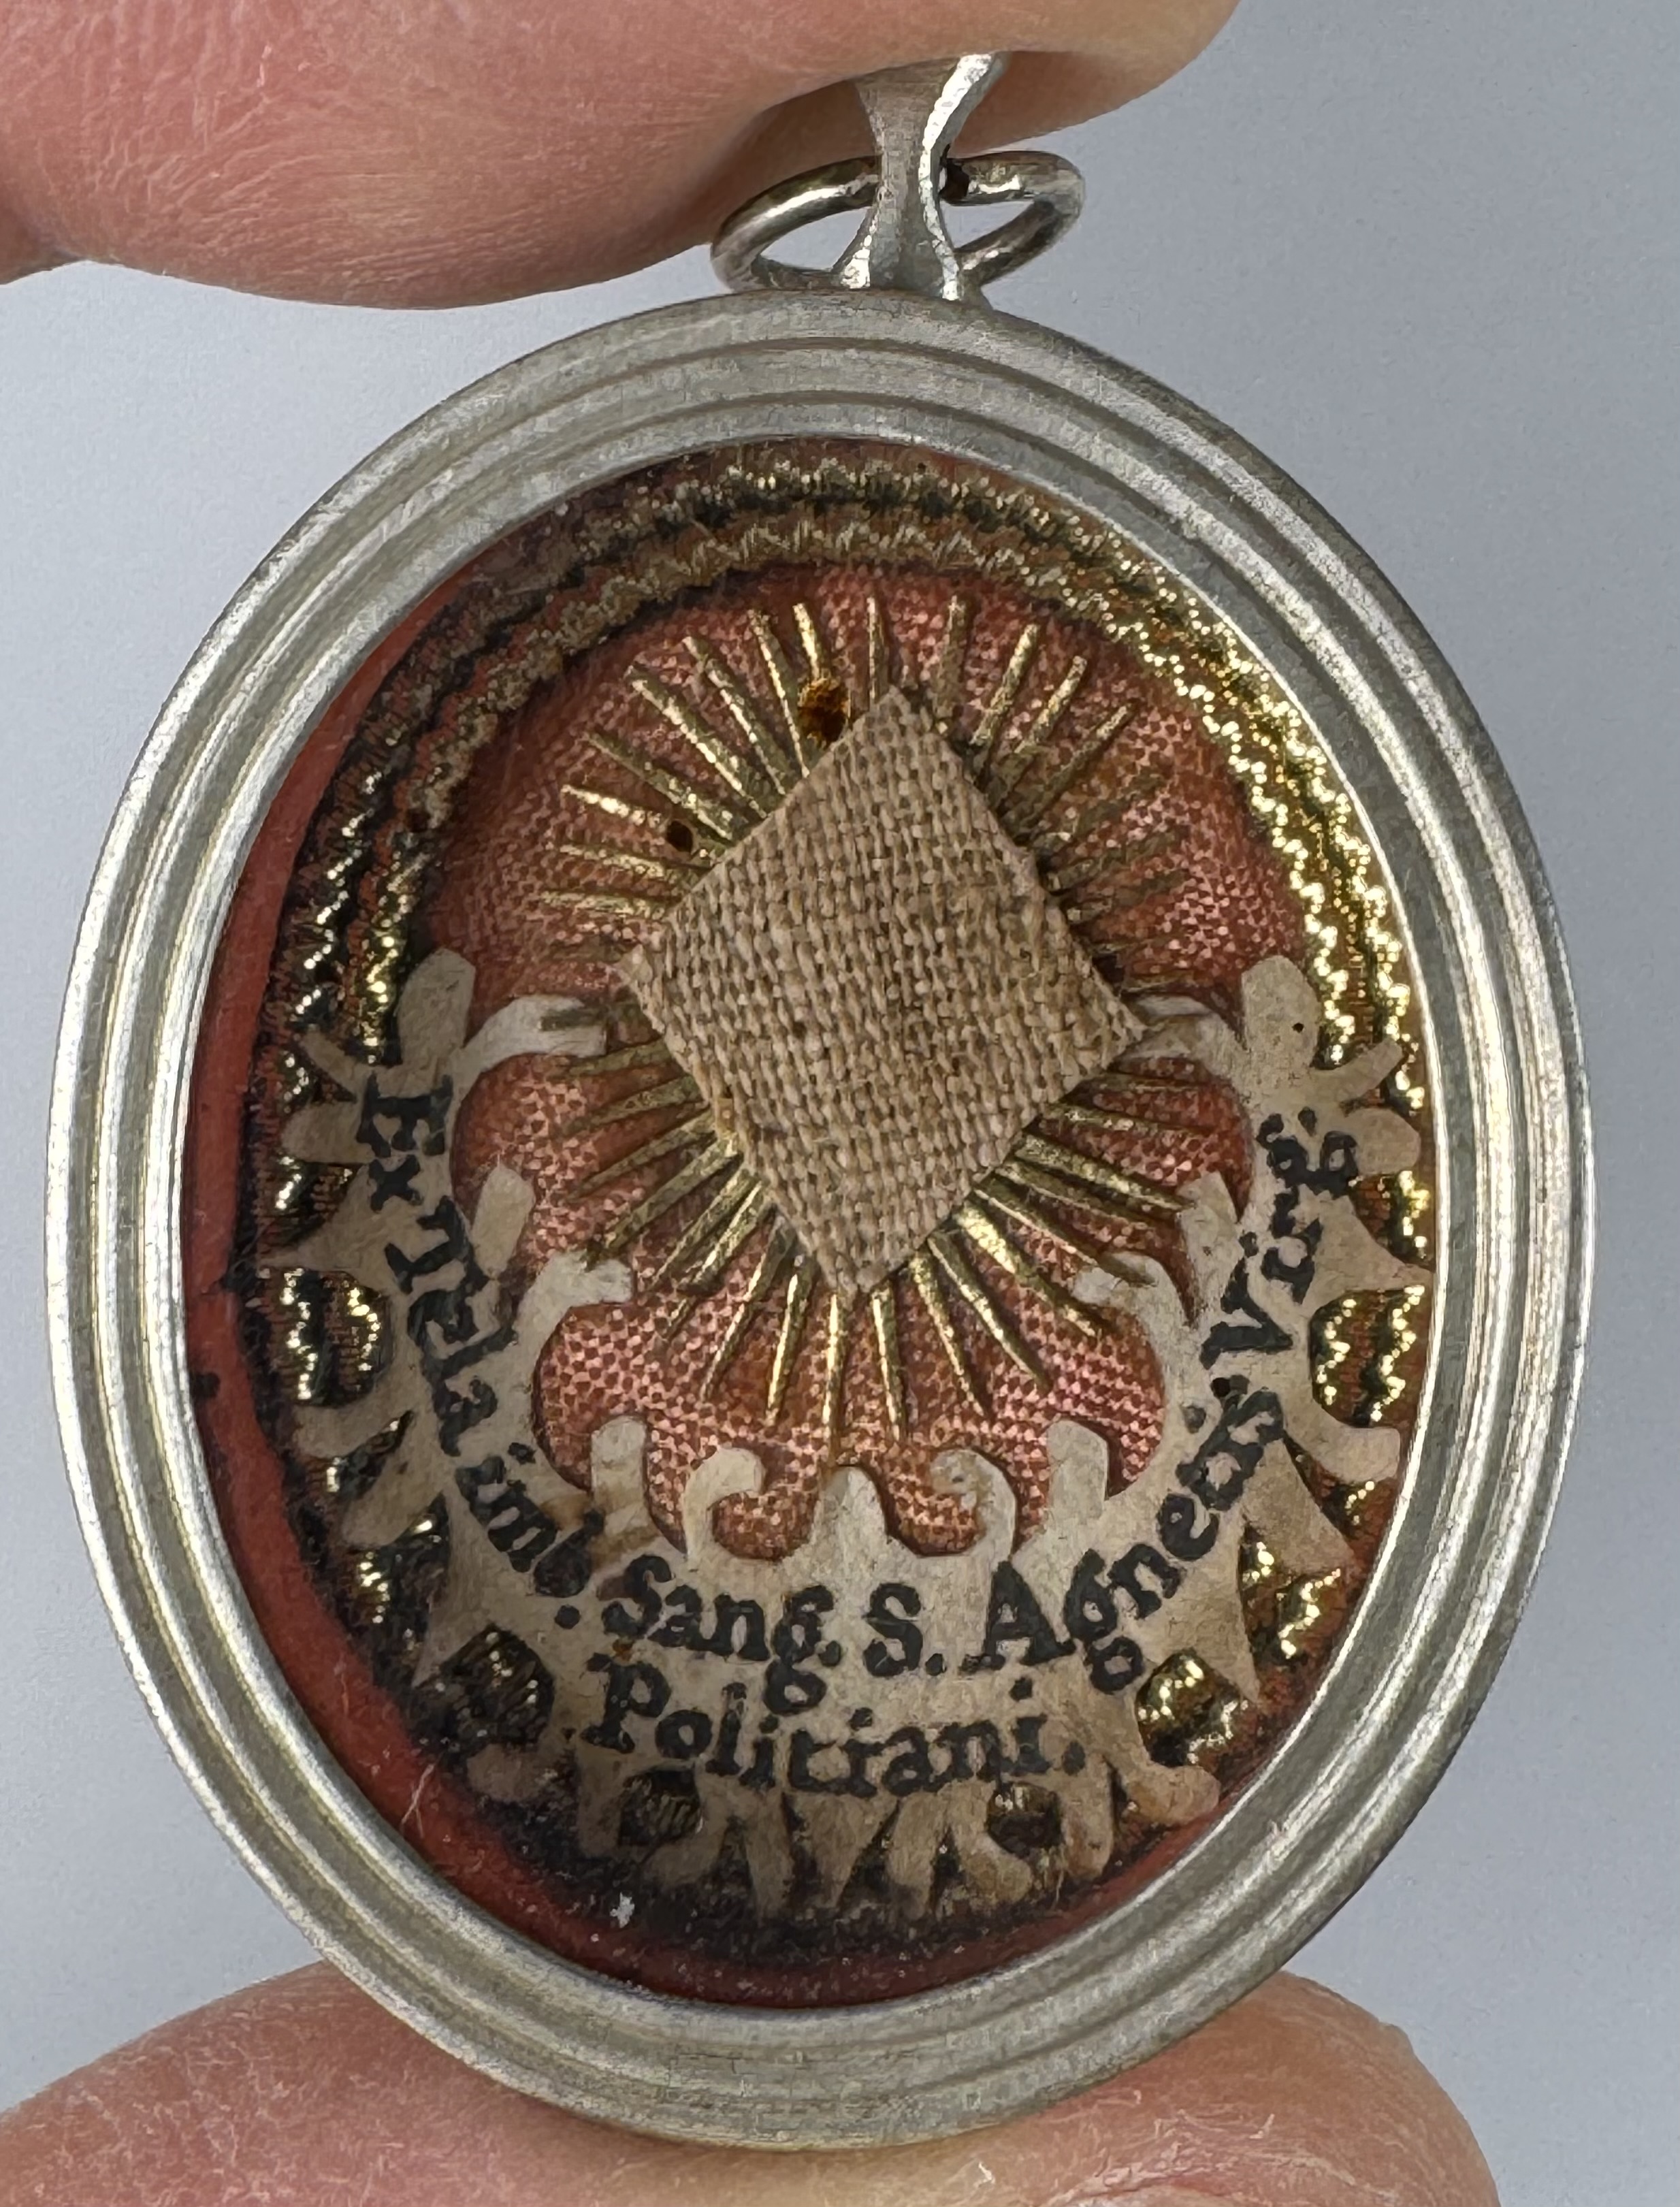 Ex Tela imb. Sang. S. Agnetis Virg.
Politiani.